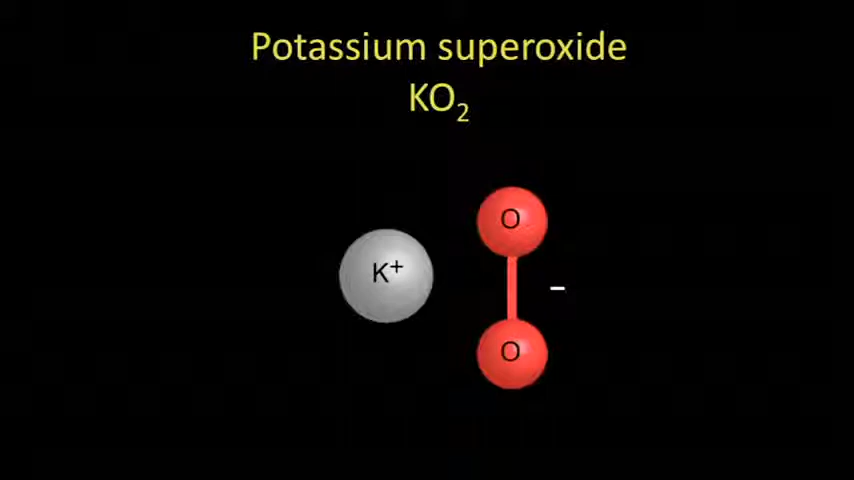 Potassium superoxide
KO₂
O
K⁺
–
O